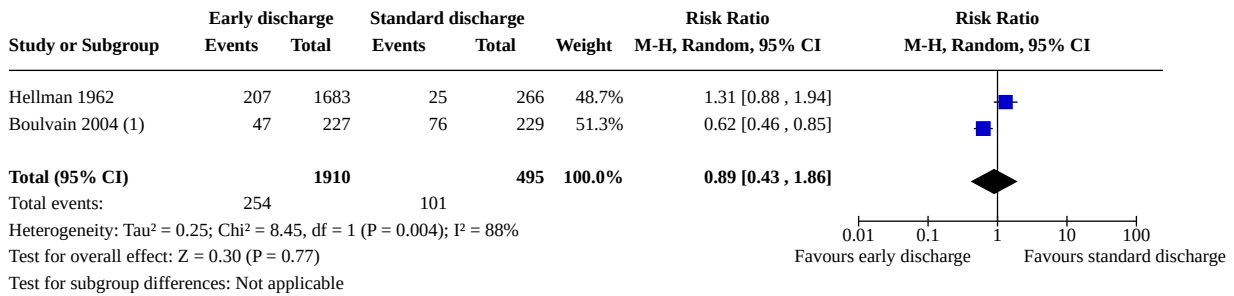 Early discharge Standard discharge Risk Ratio Risk Ratio
Study or Subgroup Events Total Events Total Weight M-H, Random, 95% CI M-H, Random, 95% CI
Hellman 1962 207 1683 25 266 48.7% 1.31 [0.88 , 1.94]
Boulvain 2004 (1) 47 227 76 229 51.3% 0.62 [0.46 , 0.85]
Total (95% CI) 1910 495 100.0% 0.89 [0.43 , 1.86]
Total events: 254 101
Heterogeneity: Tau² = 0.25; Chi² = 8.45, df = 1 (P = 0.004); I² = 88%
0.01 0.1 1 10 100
Test for overall effect: Z = 0.30 (P = 0.77) Favours early discharge Favours standard discharge
Test for subgroup differences: Not applicable